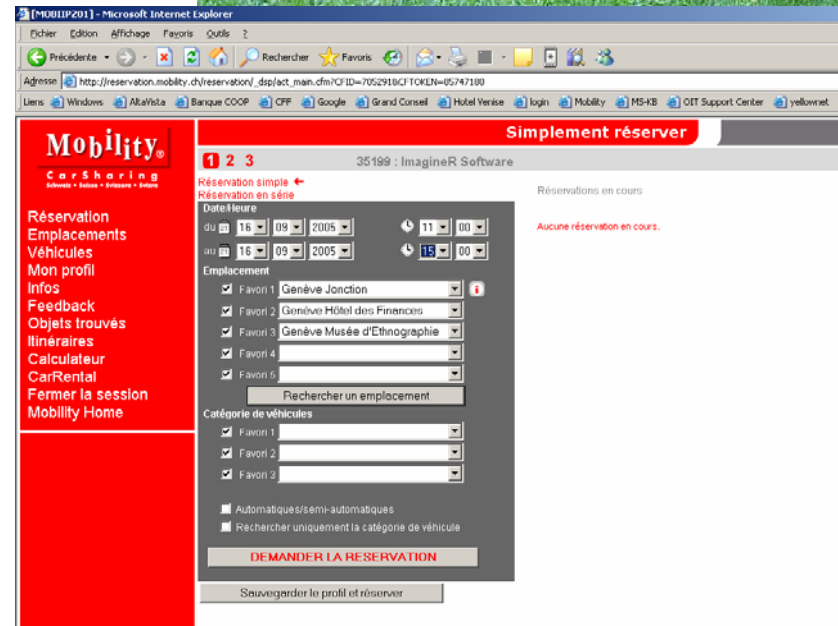 [MOBIIPZ01] - Microsoft Internet Explorer
Fichier Edition Affichage Favoris Outils ?
Précédente Rechercher Favoris
Adresse http://reservation.mobility.ch/reservation/_dsp/act_main.cfm?CFID=7052918&CFTOKEN=85747180
Liens Windows AltaVista Banque COOP CFF Google Grand Conseil Hotel Venise login Mobility MS-KB OIT Support Center yellownet
Mobility®
CarSharing
Schweiz • Suisse • Svizzera • Svizra
Simplement réserver
1 2 3
35199 : ImagineR Software
Réservation
Emplacements
Véhicules
Mon profil
Infos
Feedback
Objets trouvés
Itinéraires
Calculateur
CarRental
Fermer la session
Mobility Home
Réservation simple
Réservation en série
Date/Heure
du 16 09 2005 11 00
au 16 09 2005 15 00
Emplacement
Favori 1 Genève Jonction i
Favori 2 Genève Hôtel des Finances
Favori 3 Genève Musée d'Ethnographie
Favori 4
Favori 5
Rechercher un emplacement
Catégorie de véhicules
Favori 1
Favori 2
Favori 3
Automatiques/semi-automatiques
Rechercher uniquement la catégorie de véhicule
DEMANDER LA RESERVATION
Sauvegarder le profil et réserver
Réservations en cours
Aucune réservation en cours.